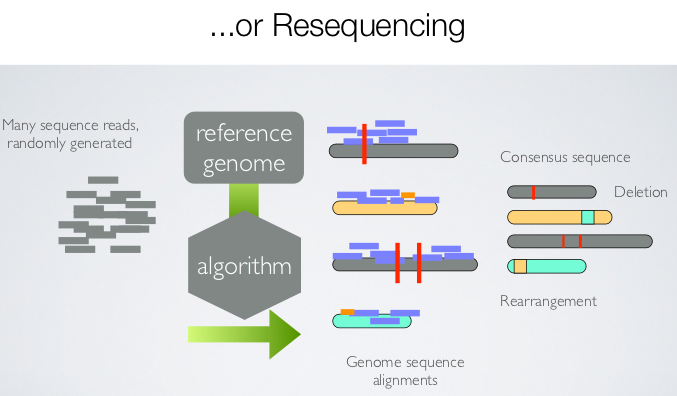 ...or Resequencing
Many sequence reads,
randomly generated
reference
genome
algorithm
Genome sequence
alignments
Consensus sequence
Deletion
Rearrangement